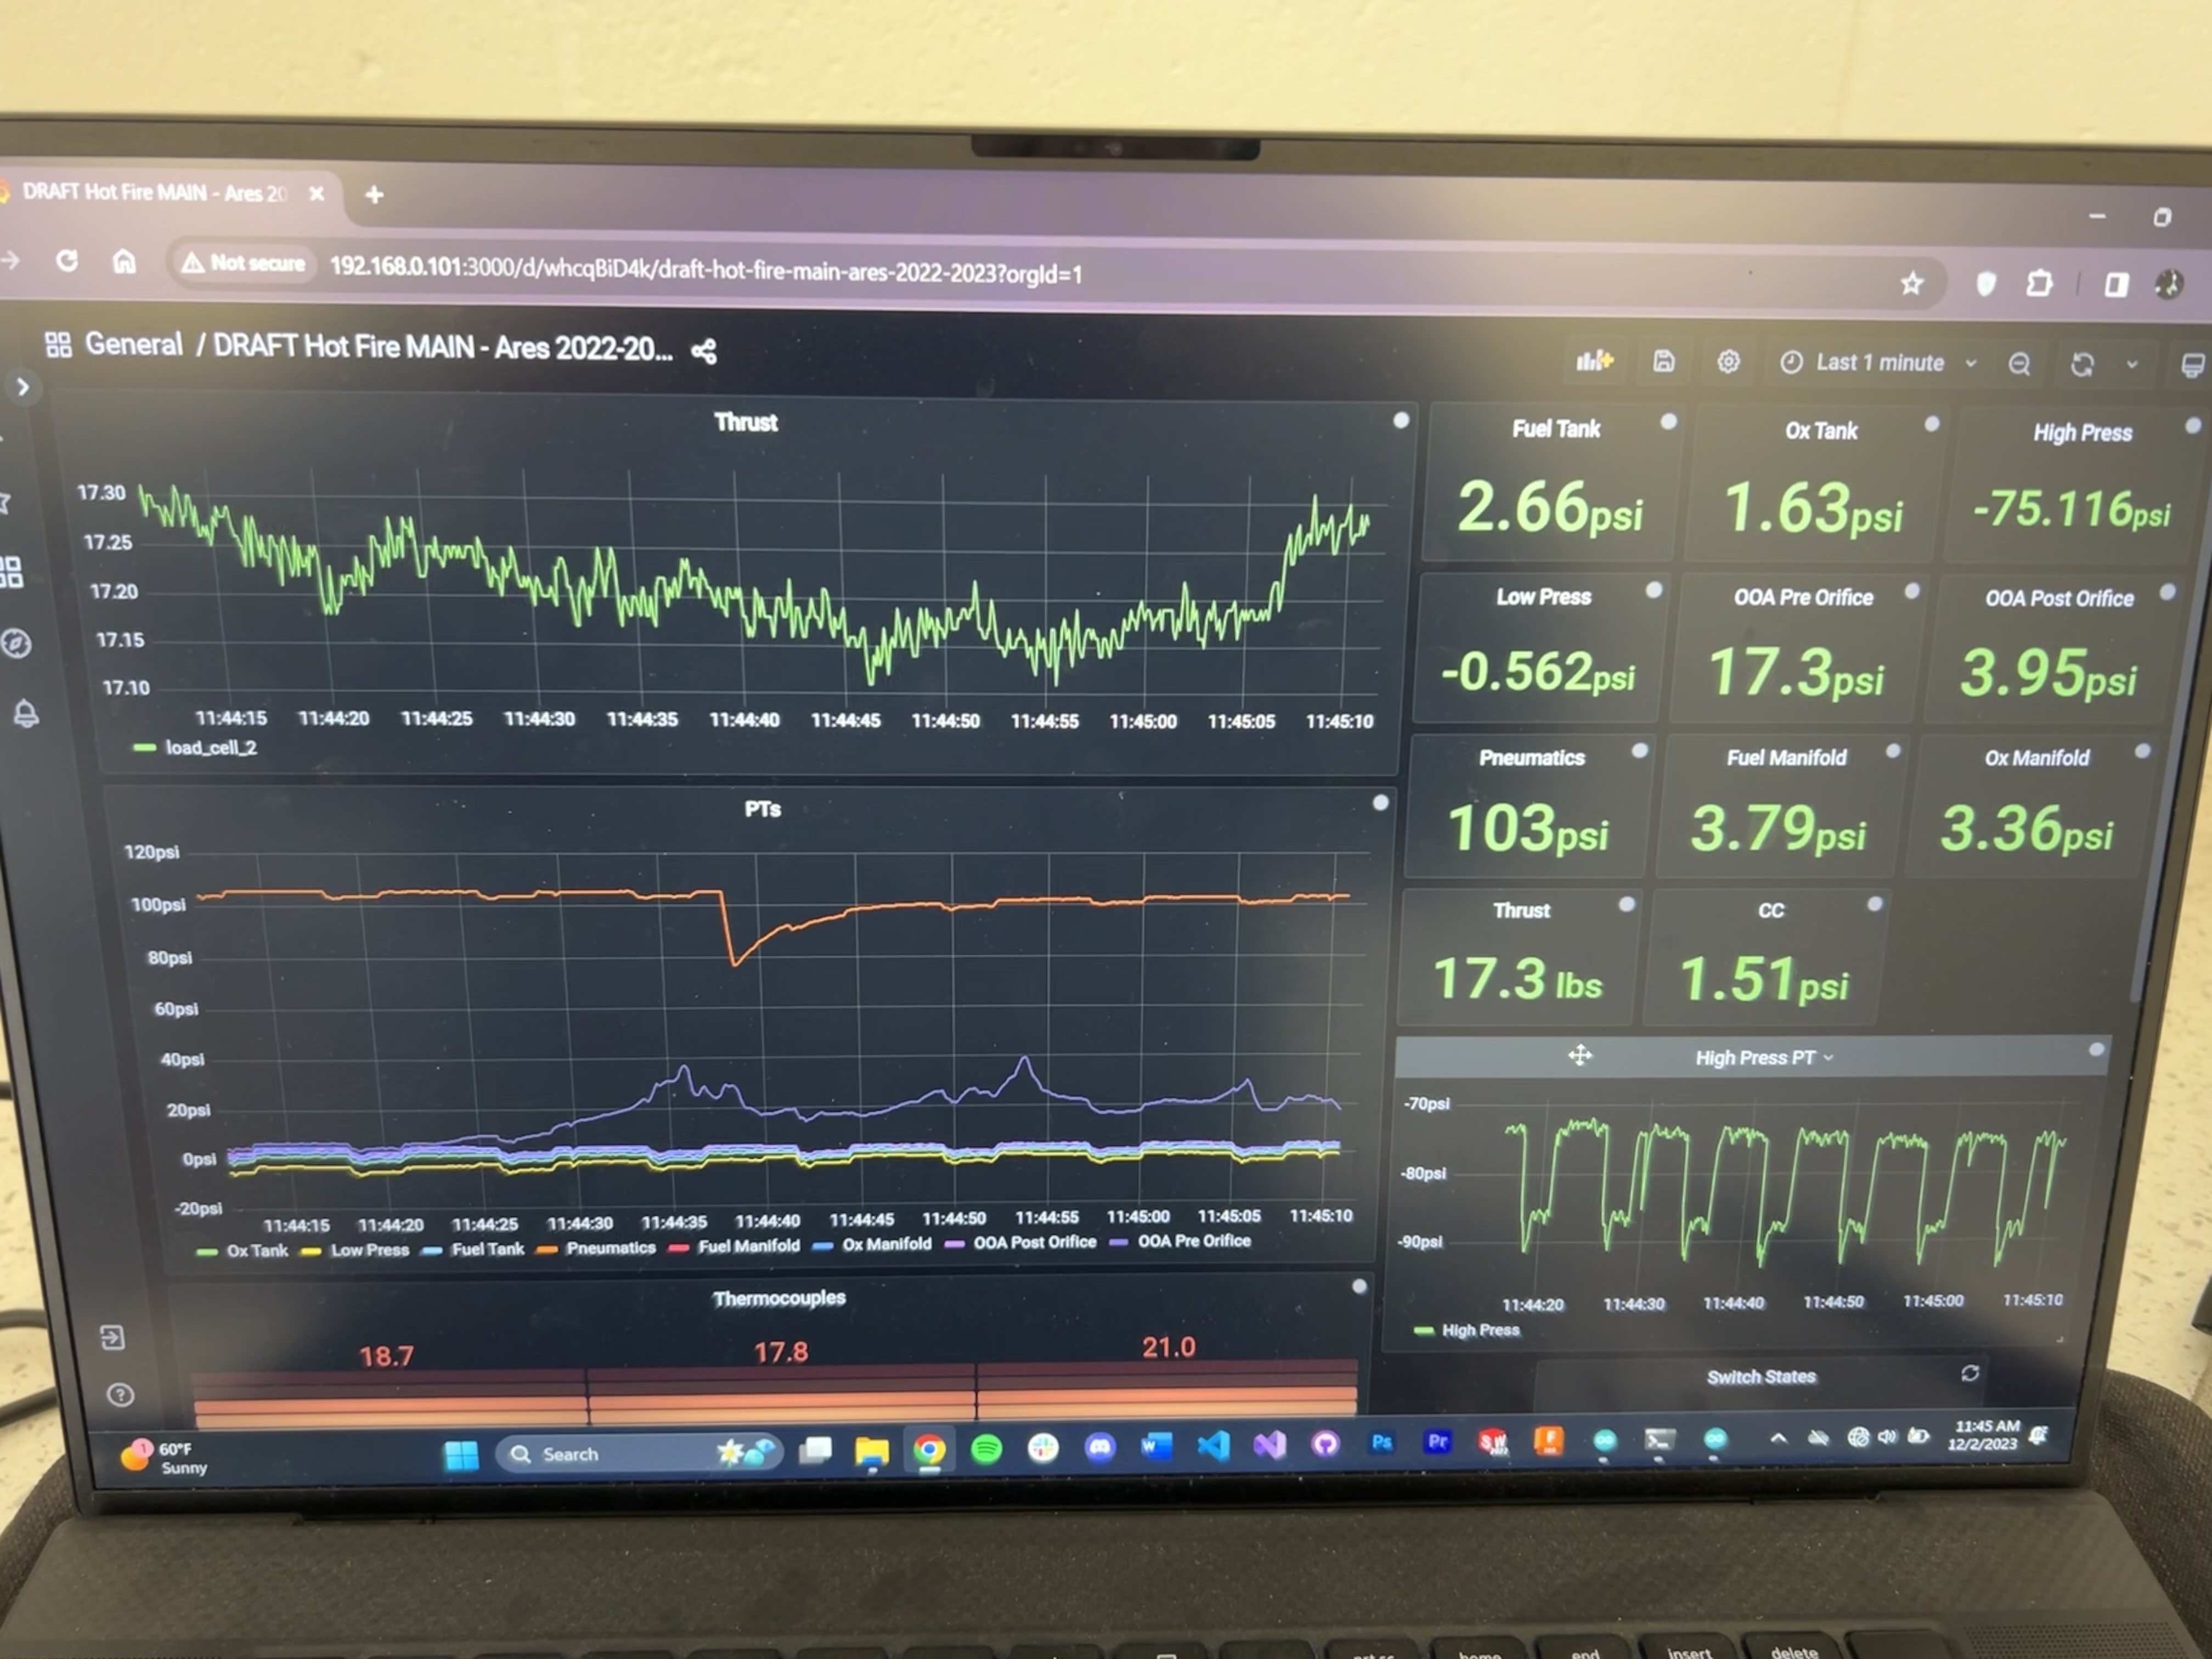 DRAFT Hot Fire MAIN - Ares 20
Not secure 192.168.0.101:3000/d/whcqBiD4k/draft-hot-fire-main-ares-2022-2023?orgId=1
General / DRAFT Hot Fire MAIN - Ares 2022-20...
Last 1 minute
Thrust
17.30
17.25
17.20
17.15
17.10
11:44:15 11:44:20 11:44:25 11:44:30 11:44:35 11:44:40 11:44:45 11:44:50 11:44:55 11:45:00 11:45:05 11:45:10
load_cell_2
Fuel Tank
2.66psi
Ox Tank
1.63psi
High Press
-75.116psi
Low Press
-0.562psi
OOA Pre Orifice
17.3psi
OOA Post Orifice
3.95psi
Pneumatics
103psi
Fuel Manifold
3.79psi
Ox Manifold
3.36psi
Thrust
17.3 lbs
CC
1.51psi
PTs
120psi
100psi
80psi
60psi
40psi
20psi
0psi
-20psi
11:44:15 11:44:20 11:44:25 11:44:30 11:44:35 11:44:40 11:44:45 11:44:50 11:44:55 11:45:00 11:45:05 11:45:10
Ox Tank Low Press Fuel Tank Pneumatics Fuel Manifold Ox Manifold OOA Post Orifice OOA Pre Orifice
High Press PT
-70psi
-80psi
-90psi
11:44:20 11:44:30 11:44:40 11:44:50 11:45:00 11:45:10
High Press
Thermocouples
18.7 17.8 21.0
Switch States
1
60°F
Sunny
Search
Ps
Pr
SW
F
11:45 AM
12/2/2023
home end insert delete